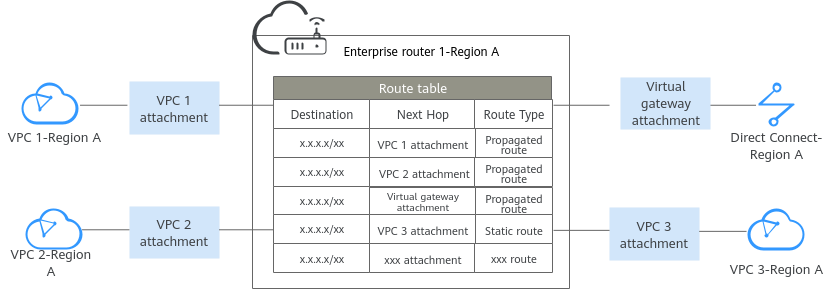 Enterprise router 1-Region A
Route table
Destination Next Hop Route Type
x.x.x.x/xx VPC 1 attachment Propagated
route
x.x.x.x/xx VPC 2 attachment Propagated
route
x.x.x.x/xx Virtual gateway
attachment Propagated
route
x.x.x.x/xx VPC 3 attachment Static route
x.x.x.x/xx xxx attachment xxx route
VPC 1-Region A
VPC 1
attachment
VPC 2-Region
A
VPC 2
attachment
Virtual
gateway
attachment
Direct Connect-
Region A
VPC 3
attachment
VPC 3-Region A